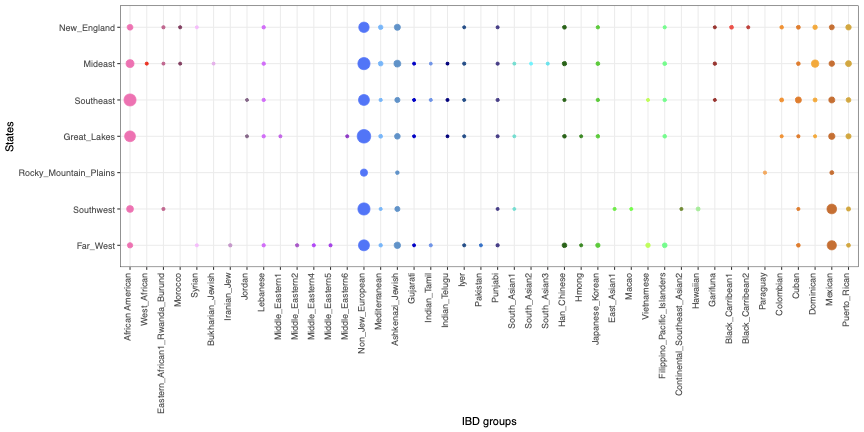 States
New_England
Mideast
Southeast
Great_Lakes
Rocky_Mountain_Plains
Southwest
Far_West
African American
West_African
Eastern_African1_Rwanda_Burund
Morocco
Syrian
Bukharian_Jewish
Iranian_Jew
Jordan
Lebanese
Middle_Eastern1
Middle_Eastern2
Middle_Eastern4
Middle_Eastern5
Middle_Eastern6
Non_Jew_European
Mediterranean
Ashkenazi_Jewish
Gujarati
Indian_Tamil
Indian_Telugu
Iyer
Pakistan
Punjabi
South_Asian1
South_Asian2
South_Asian3
Han_Chinese
Hmong
Japanese_Korean
East_Asian1
Macao
Vietnamese
Filippino_Pacific_Islanders
Continental_Southeast_Asian2
Hawaiian
Garifuna
Black_Carribean1
Black_Carribean2
Paraguay
Colombian
Cuban
Dominican
Mexican
Puerto_Rican
IBD groups